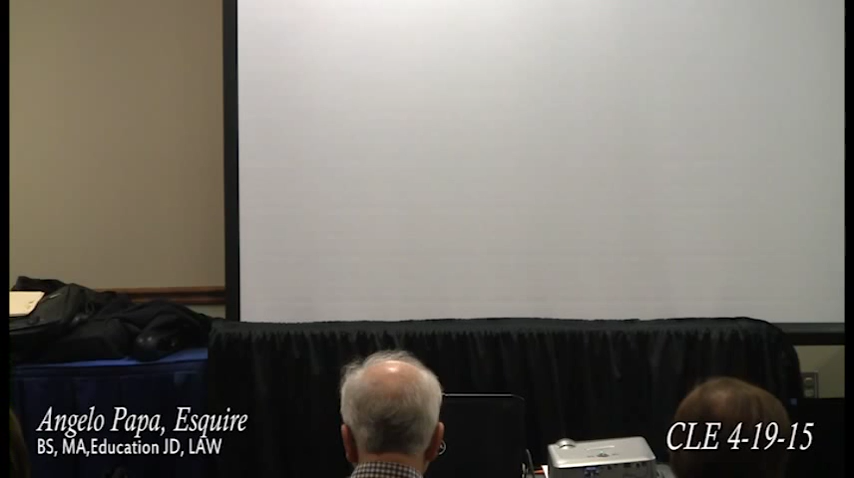 Angelo Papa, Esquire
BS, MA,Education JD, LAW
CLE 4-19-15